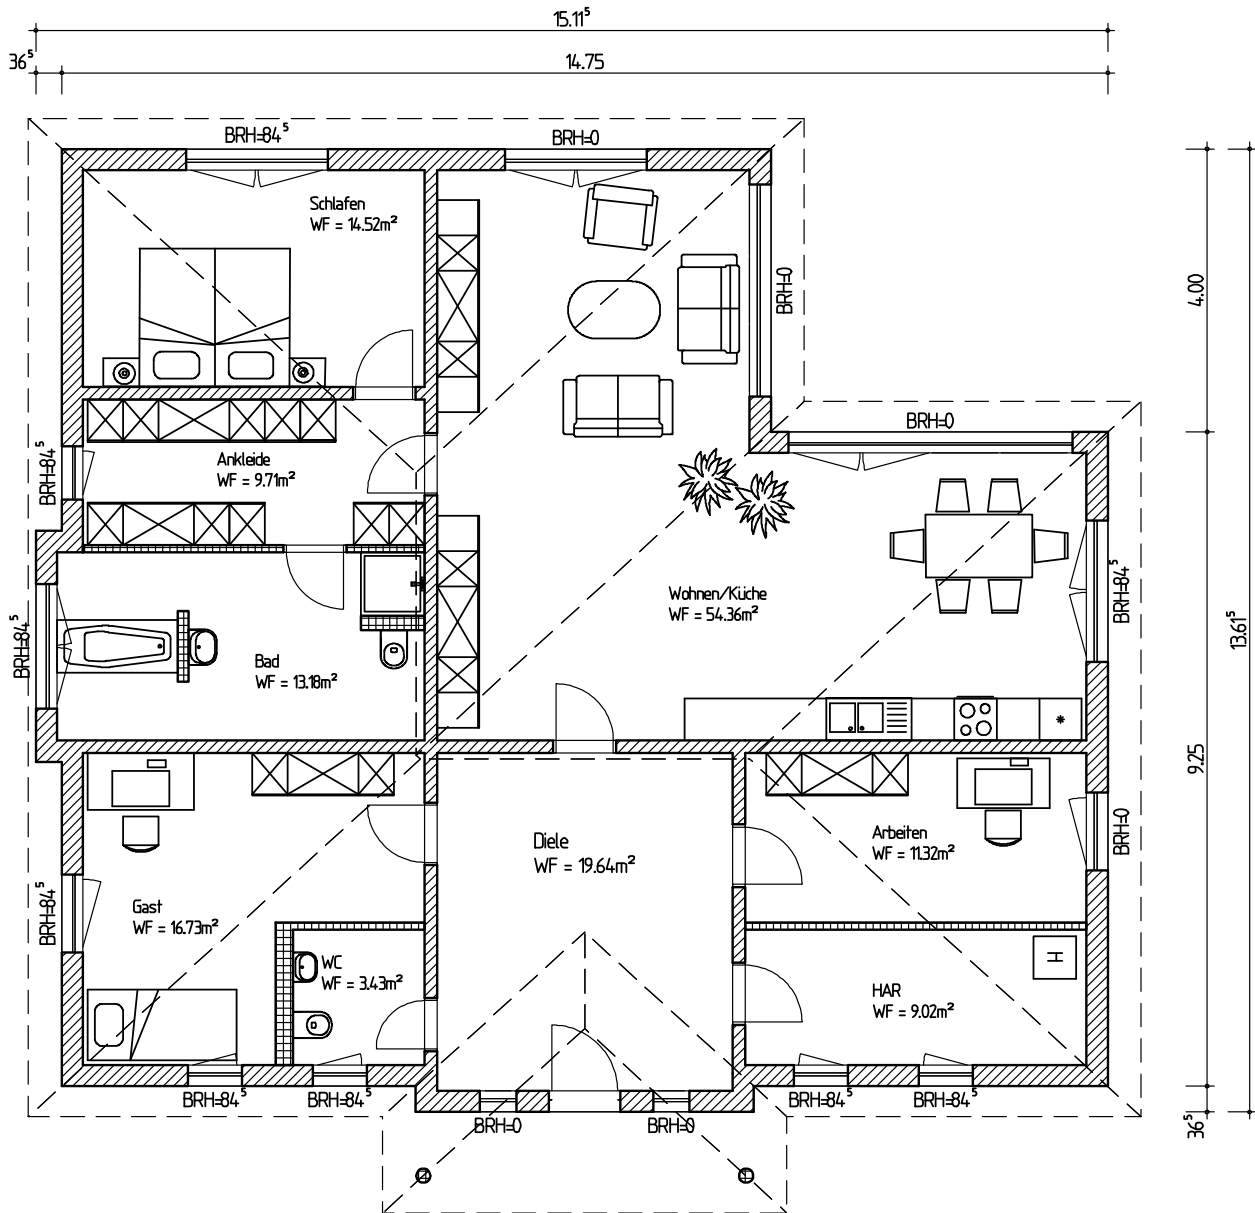 15.11⁵
36⁵
14.75
BRH=84⁵
BRH=0
Schlafen
WF = 14.52m²
BRH=0
4.00
BRH=0
Ankleide
WF = 9.71m²
BRH=84⁵
Wohnen/Küche
WF = 54.36m²
BRH=84⁵
13.61⁵
BRH=84⁵
Bad
WF = 13.18m²
9.25
Diele
WF = 19.64m²
Arbeiten
WF = 11.32m²
BRH=0
BRH=84⁵
Gast
WF = 16.73m²
WC
WF = 3.43m²
H
HAR
WF = 9.02m²
BRH=84⁵
BRH=84⁵
BRH=0
BRH=0
BRH=84⁵
BRH=84⁵
36⁵